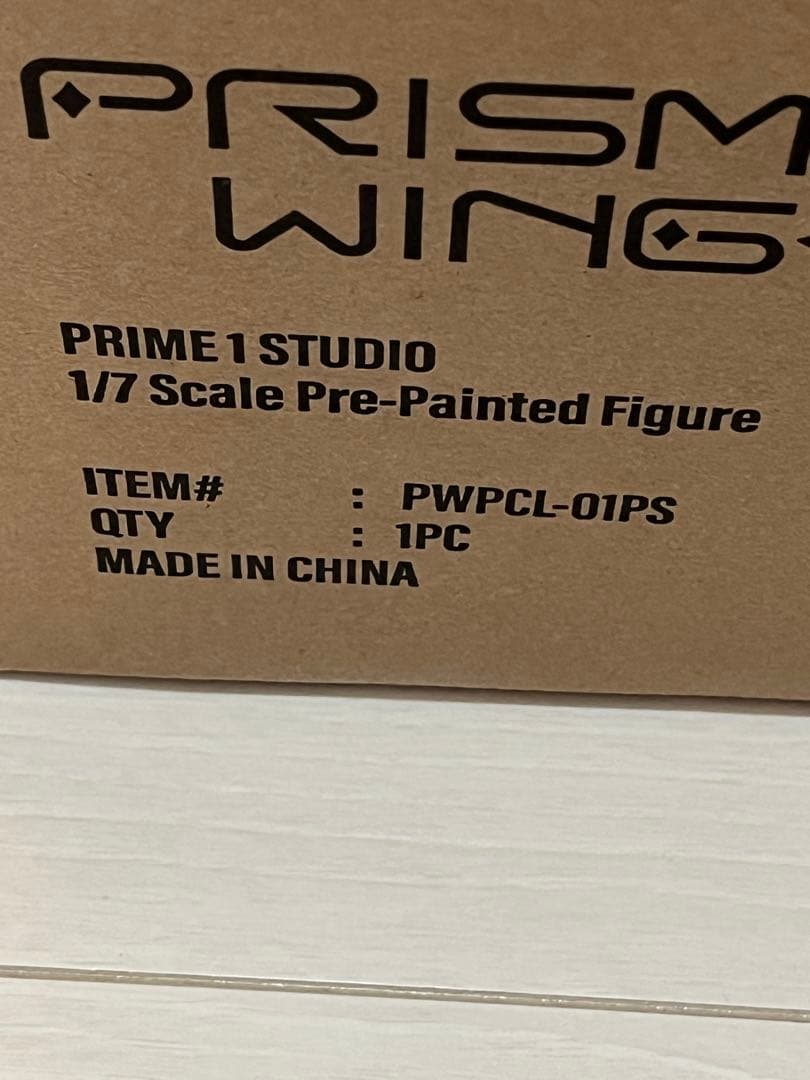 PRISM
WING
PRIME 1 STUDIO
1/7 Scale Pre-Painted Figure
ITEM# : PWPCL-01PS
QTY : 1PC
MADE IN CHINA